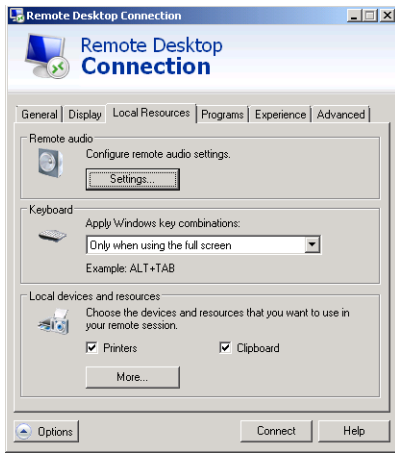 Remote Desktop Connection
Remote Desktop
Connection
General Display Local Resources Programs Experience Advanced
Remote audio
Configure remote audio settings.
Settings...
Keyboard
Apply Windows key combinations:
Only when using the full screen
Example: ALT+TAB
Local devices and resources
Choose the devices and resources that you want to use in
your remote session.
Printers Clipboard
More...
Options Connect Help